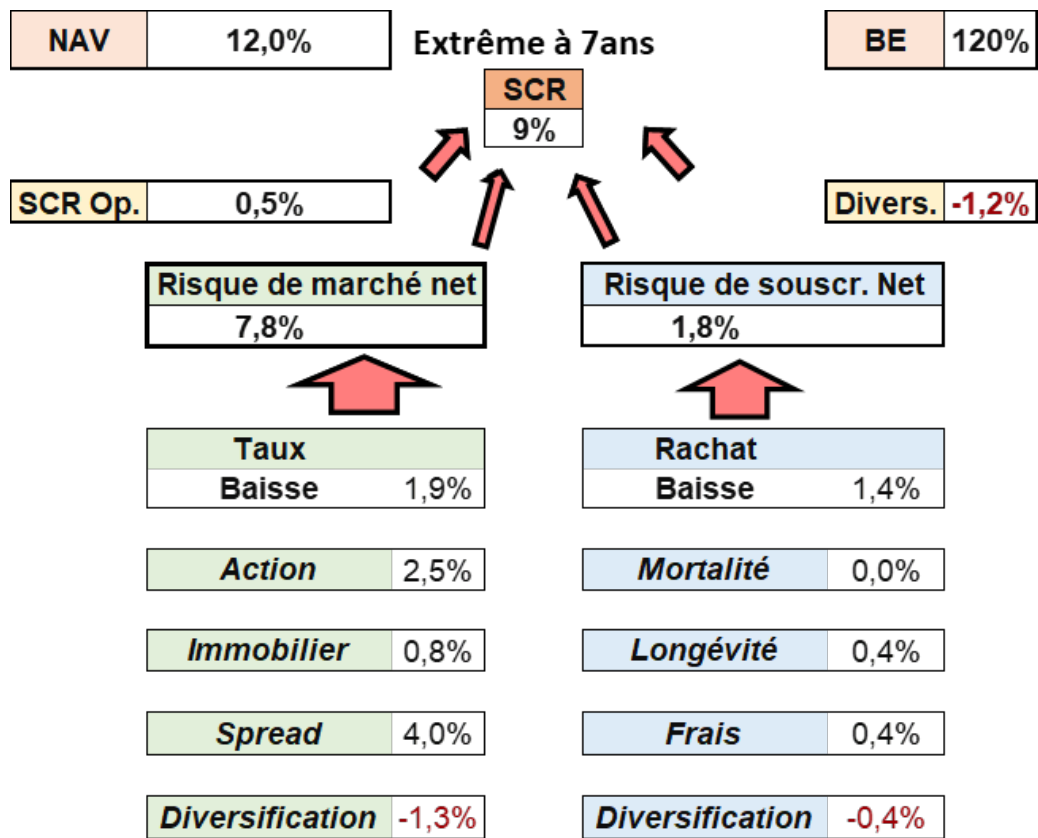 NAV 12,0% Extrême à 7ans BE 120%
SCR
9%
SCR Op. 0,5% Divers. -1,2%
Risque de marché net Risque de souscr. Net
7,8% 1,8%
Taux Rachat
Baisse 1,9% Baisse 1,4%
Action 2,5% Mortalité 0,0%
Immobilier 0,8% Longévité 0,4%
Spread 4,0% Frais 0,4%
Diversification -1,3% Diversification -0,4%